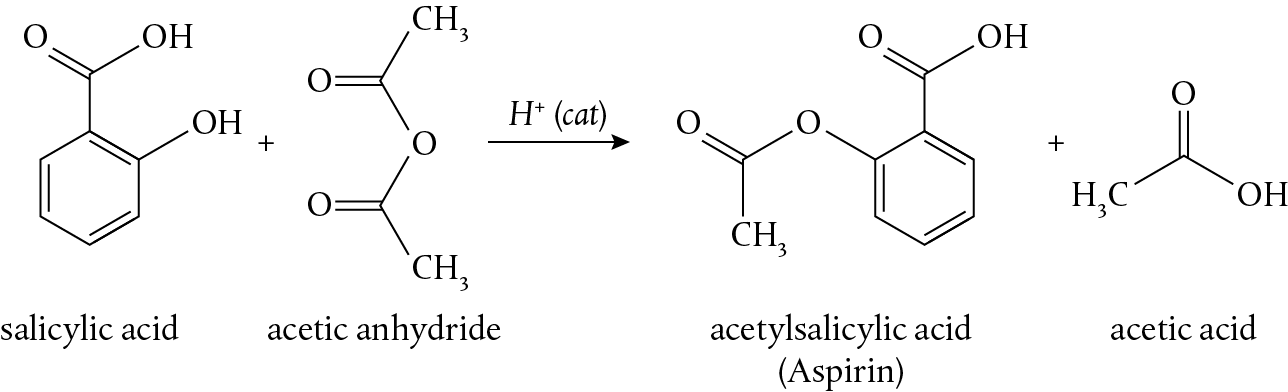 O OH
OH
+
CH₃
O
O
O
CH₃
H⁺ (cat)
O OH
O O
CH₃
+
O
H₃C OH
salicylic acid
acetic anhydride
acetylsalicylic acid
(Aspirin)
acetic acid